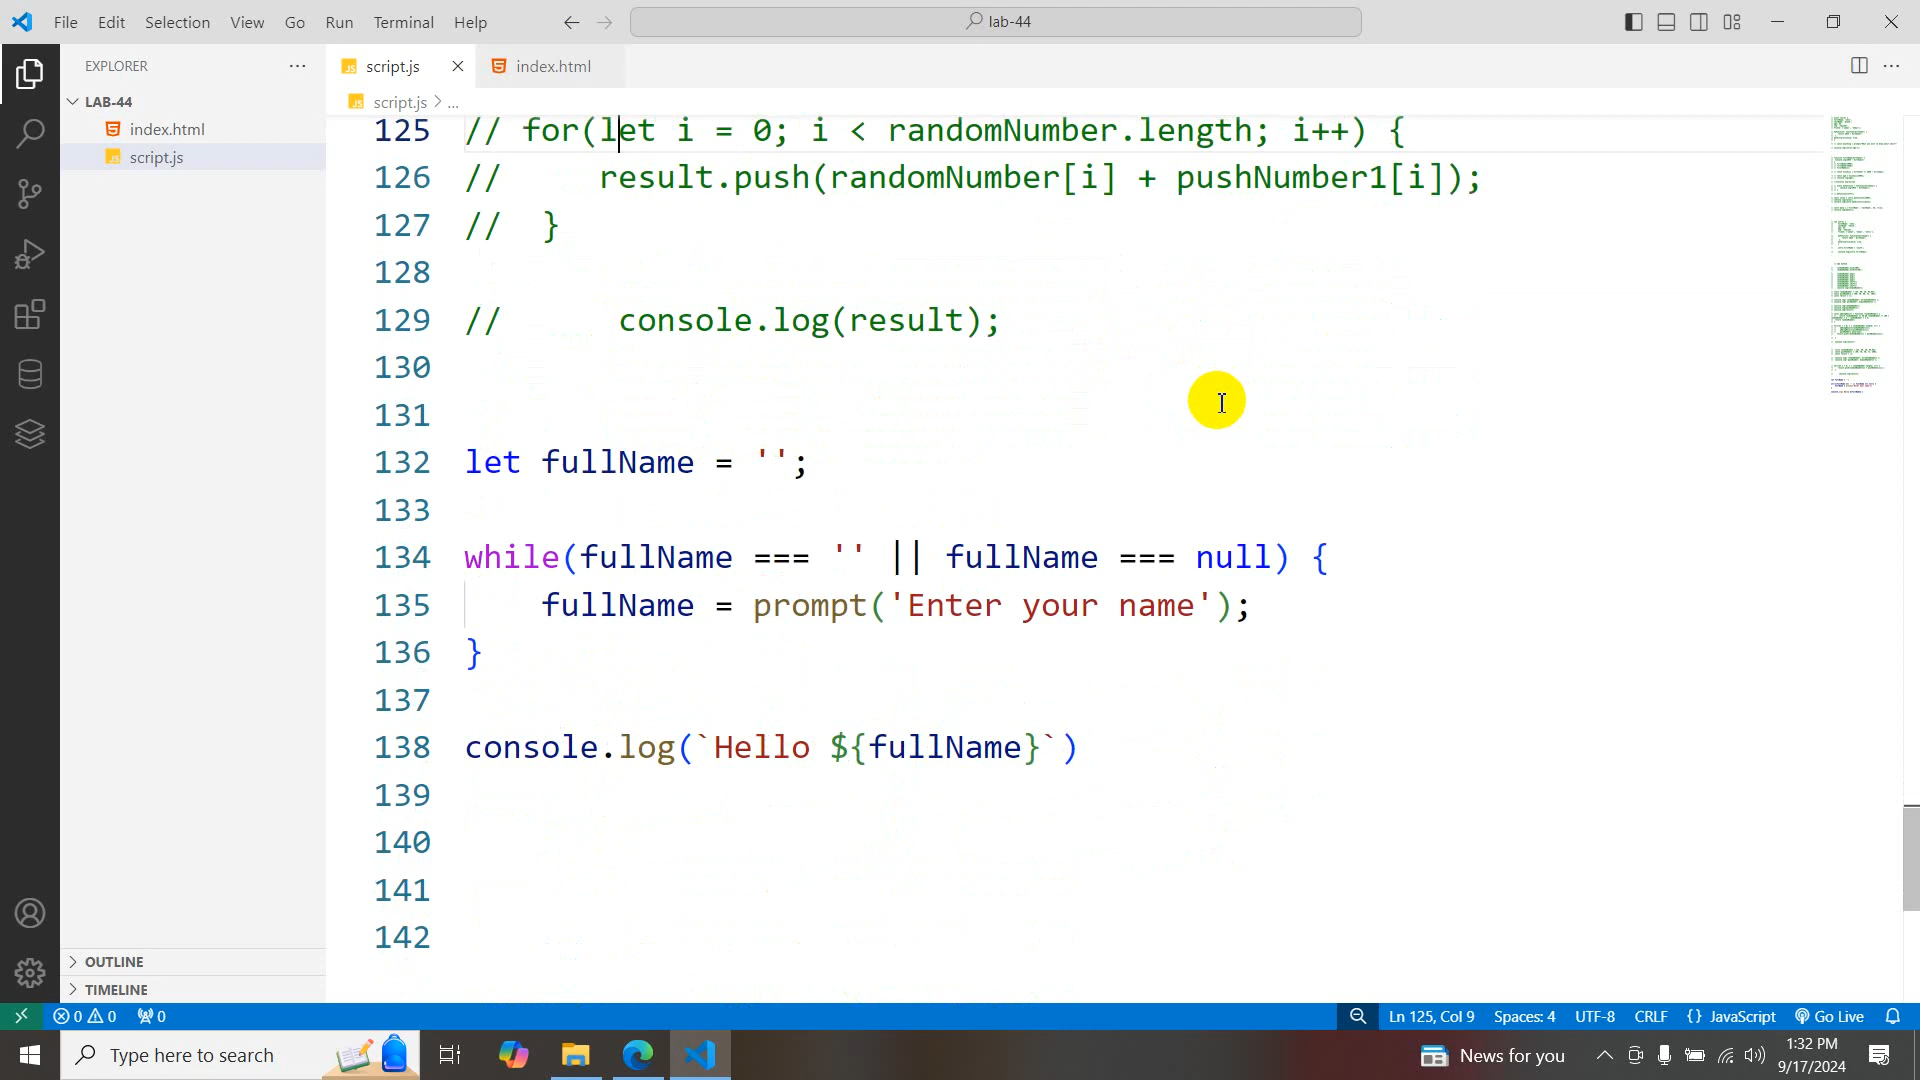 File Edit Selection View Go Run Terminal Help
lab-44
EXPLORER
script.js
index.html
LAB-44
script.js > ...
index.html
script.js
125 // for(let i = 0; i < randomNumber.length; i++) {
126 //     result.push(randomNumber[i] + pushNumber1[i]);
127 //  }
128
129 //      console.log(result);
130
131
132 let fullName = '';
133
134 while(fullName === '' || fullName === null) {
135     fullName = prompt('Enter your name');
136 }
137
138 console.log(`Hello ${fullName}`)
139
140
141
142
OUTLINE
TIMELINE
0 0 0
Ln 125, Col 9 Spaces: 4 UTF-8 CRLF {} JavaScript Go Live
Type here to search
News for you
1:32 PM
9/17/2024